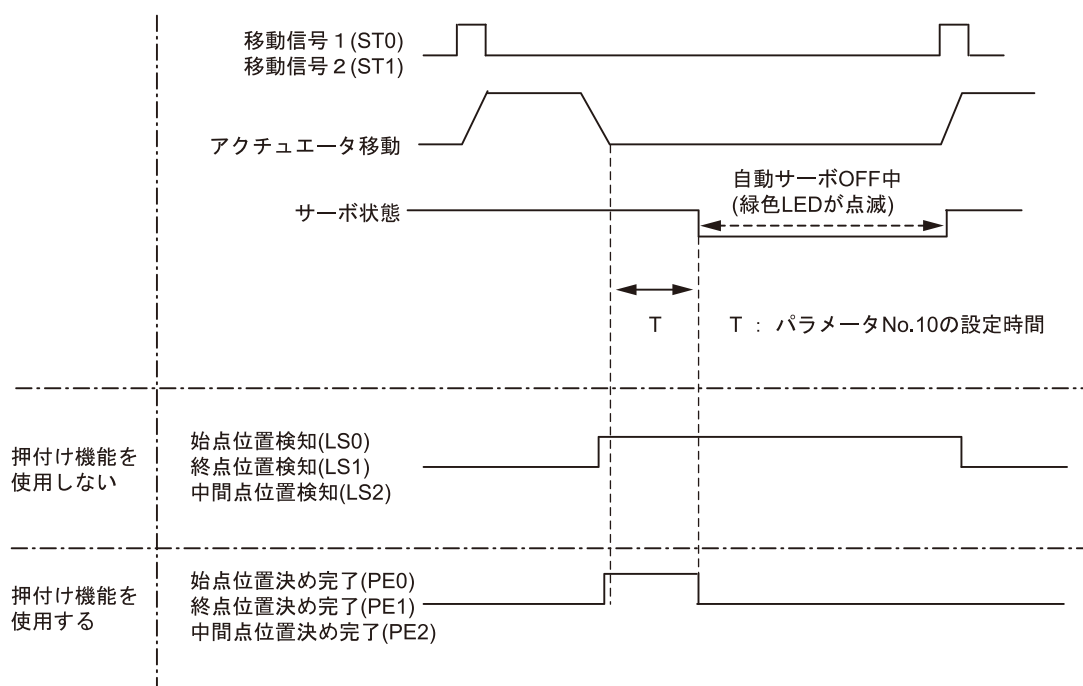 移動信号 1 (ST0)
移動信号 2 (ST1)
アクチュエータ移動
自動サーボOFF中
(緑色LEDが点滅)
サーボ状態
T
T : パラメータNo.10の設定時間
押付け機能を
使用しない
始点位置検知(LS0)
終点位置検知(LS1)
中間点位置検知(LS2)
押付け機能を
使用する
始点位置決め完了(PE0)
終点位置決め完了(PE1)
中間点位置決め完了(PE2)